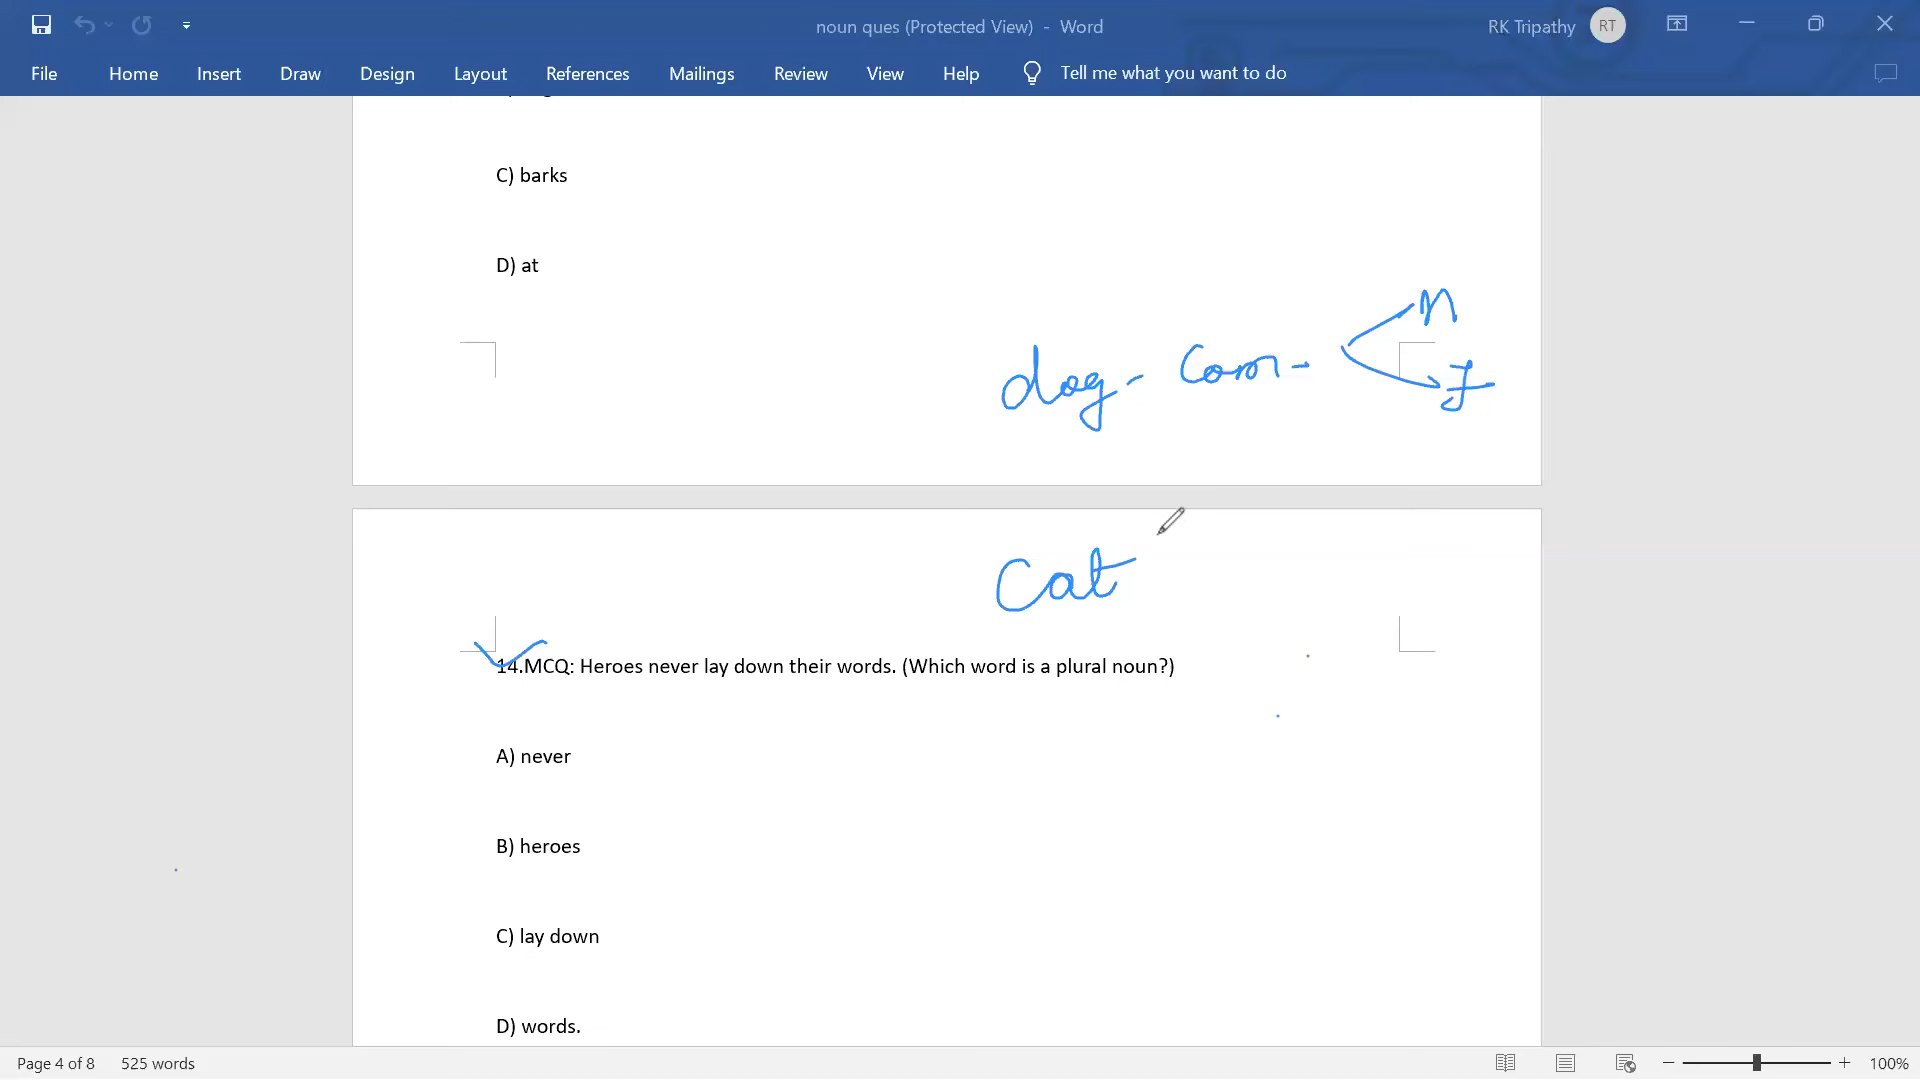 noun ques (Protected View) - Word
RK Tripathy RT
File Home Insert Draw Design Layout References Mailings Review View Help Tell me what you want to do
C) barks
D) at
dog - Com - m
f
Cat
14.MCQ: Heroes never lay down their words. (Which word is a plural noun?)
A) never
B) heroes
C) lay down
D) words.
Page 4 of 8 525 words 100%